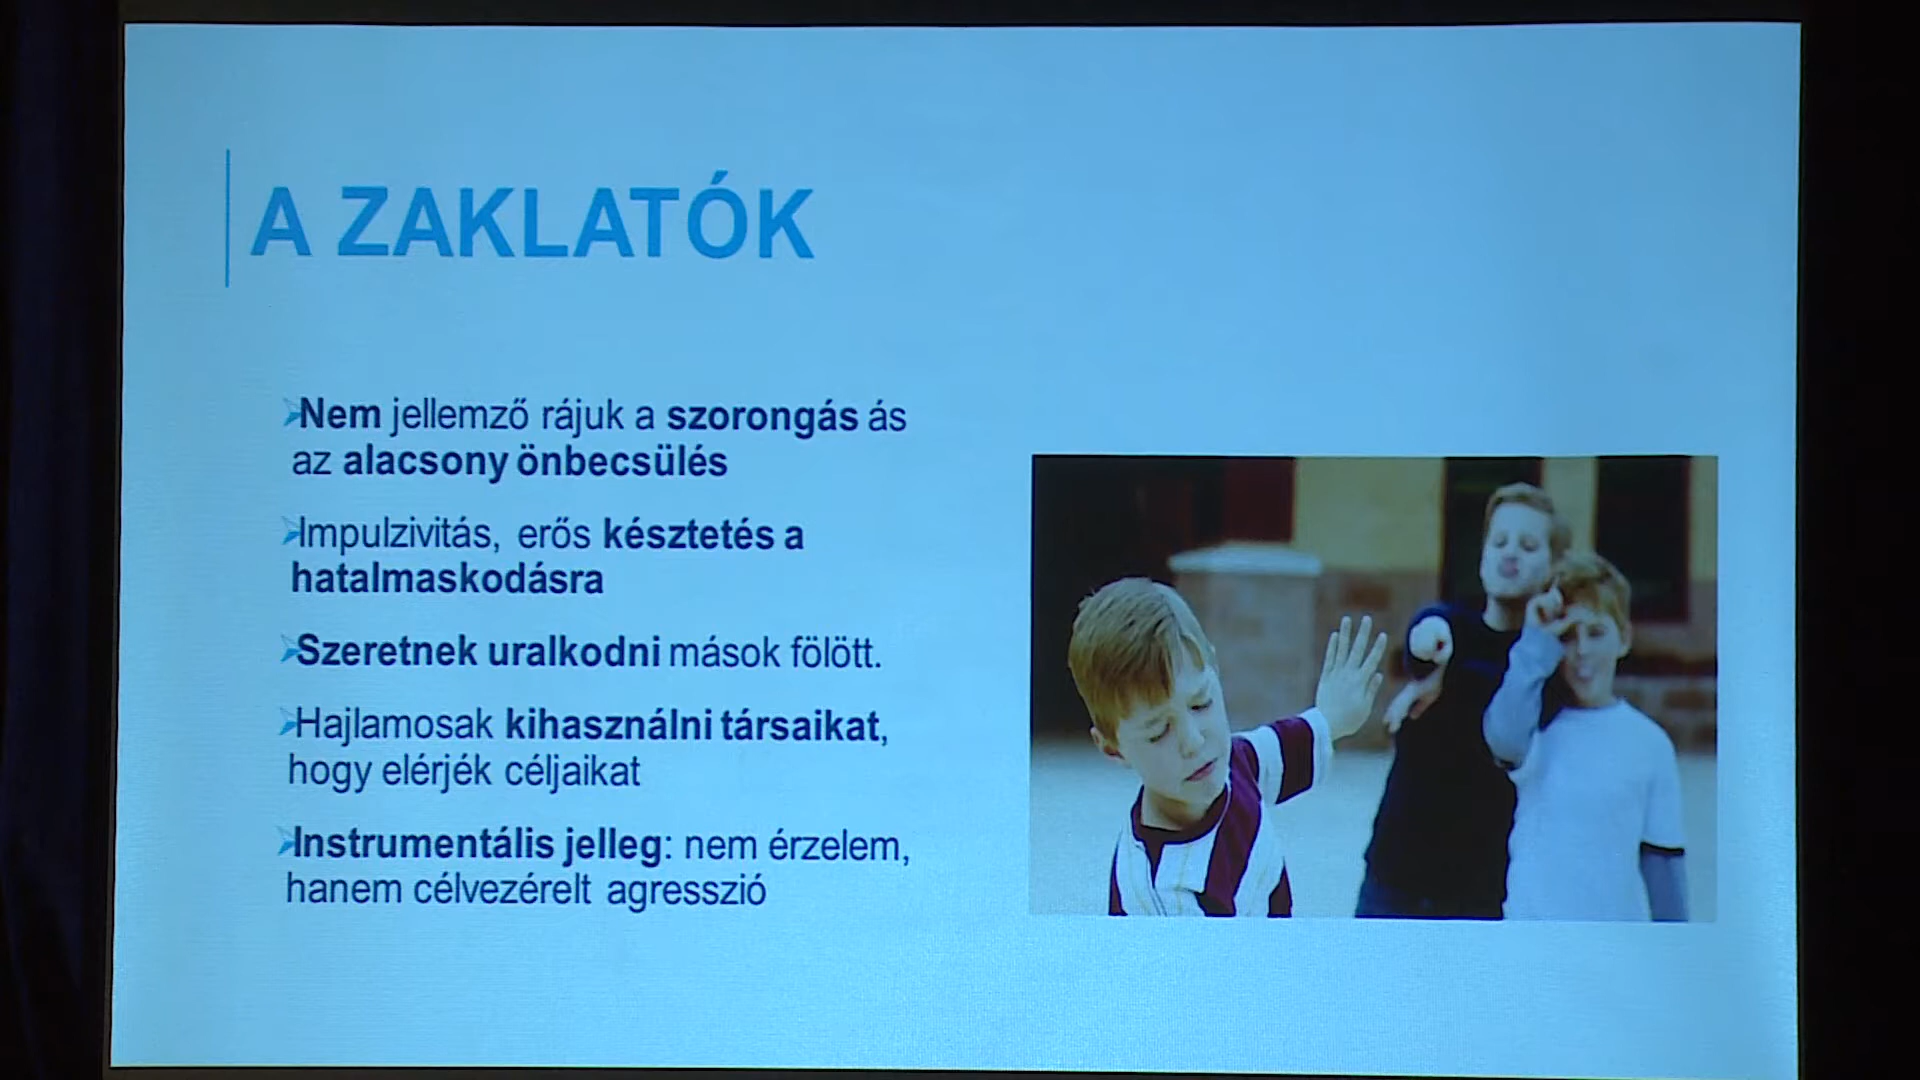 A ZAKLATÓK
Nem jellemző rájuk a szorongás ás
az alacsony önbecsülés
Impulzivitás, erős késztetés a
hatalmaskodásra
Szeretnek uralkodni mások fölött.
Hajlamosak kihasználni társaikat,
hogy elérjék céljaikat
Instrumentális jelleg: nem érzelem,
hanem célvezérelt agresszió